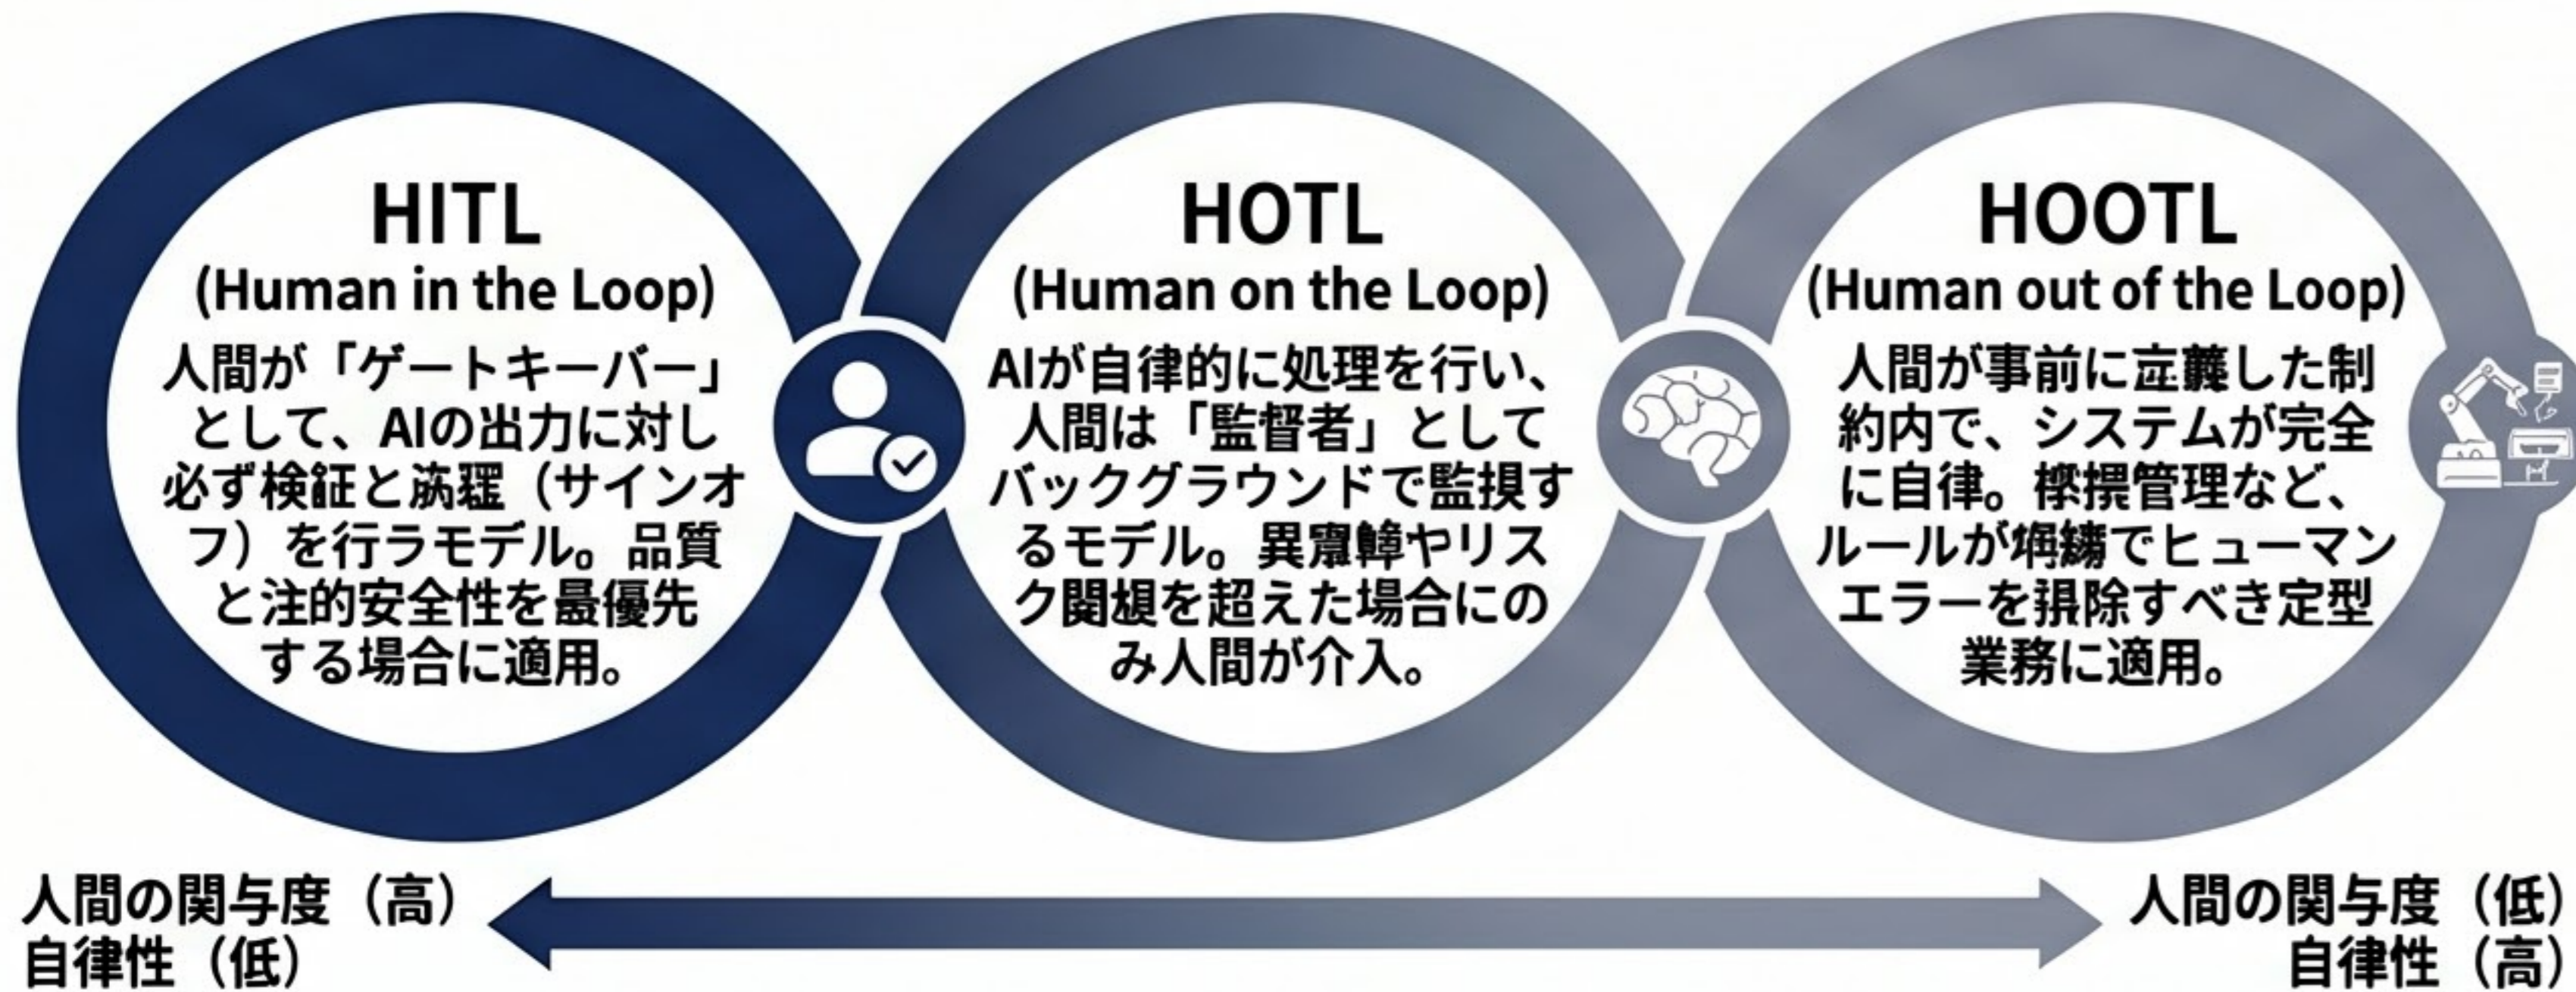 HITL
(Human in the Loop)
人間が「ゲートキーバー」
として、AIの出力に対し
必ず検証と（サインオ
フ）を行ラモデル。品質
と注的安全性を最優先
する場合に適用。
HOTL
(Human on the Loop)
AIが自律的に処理を行い、
人間は「監督者」として
バックグラウンドです
るモデル。やリス
クを超えた場合にの
み人間が介入。
HOOTL
(Human out of the Loop)
人間が事前にした制
約内で、システムが完全
に自律。管理など、
ルールがでヒューマン
エラーを除すべき定型
業務に適用。
人間の関与度（高）
自律性（低）
人間の関与度（低）
自律性（高）